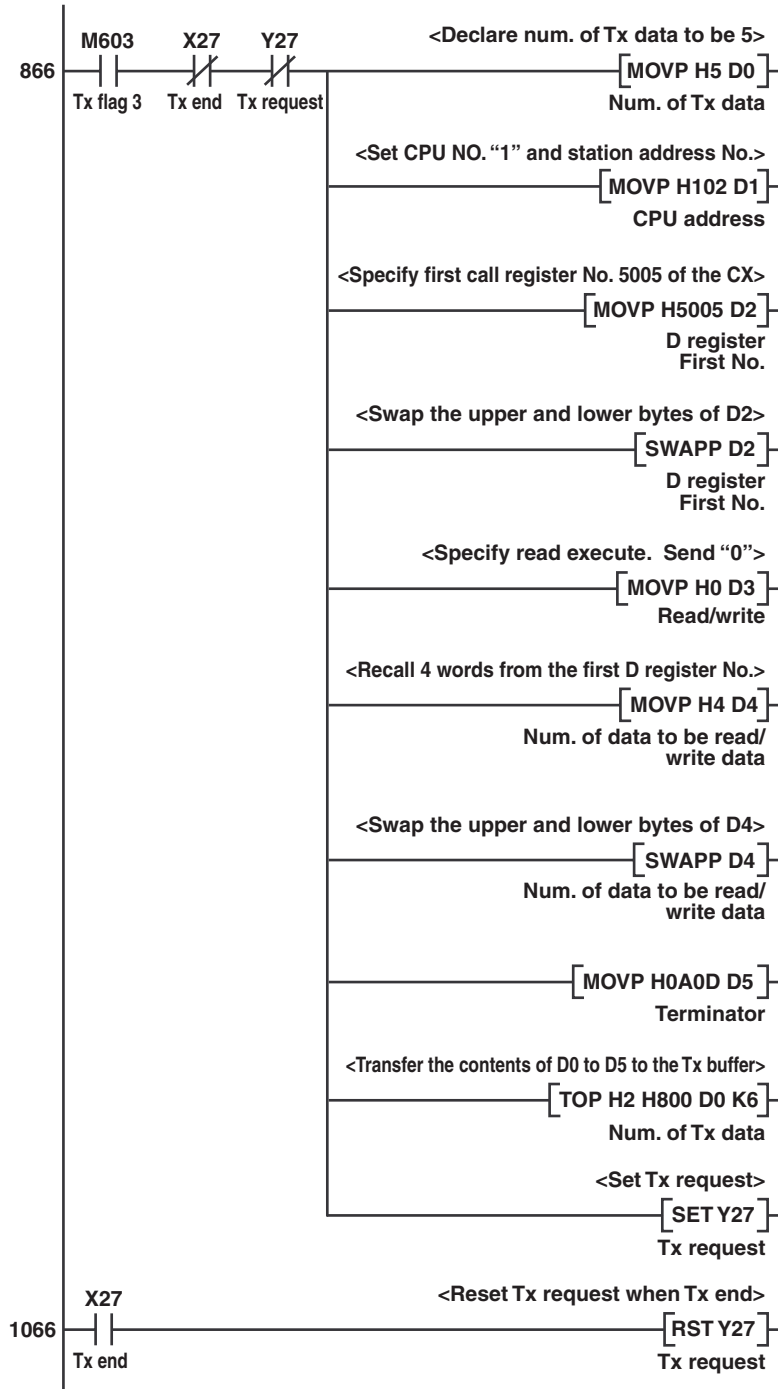 M603 X27 Y27 <Declare num. of Tx data to be 5>
866 MOVP H5 D0
Tx flag 3 Tx end Tx request Num. of Tx data
<Set CPU NO. “1” and station address No.>
MOVP H102 D1
CPU address
<Specify first call register No. 5005 of the CX>
MOVP H5005 D2
D register
First No.
<Swap the upper and lower bytes of D2>
SWAPP D2
D register
First No.
<Specify read execute. Send “0”>
MOVP H0 D3
Read/write
<Recall 4 words from the first D register No.>
MOVP H4 D4
Num. of data to be read/
write data
<Swap the upper and lower bytes of D4>
SWAPP D4
Num. of data to be read/
write data
MOVP H0A0D D5
Terminator
<Transfer the contents of D0 to D5 to the Tx buffer>
TOP H2 H800 D0 K6
Num. of Tx data
<Set Tx request>
SET Y27
Tx request
X27 <Reset Tx request when Tx end>
1066 RST Y27
Tx end Tx request